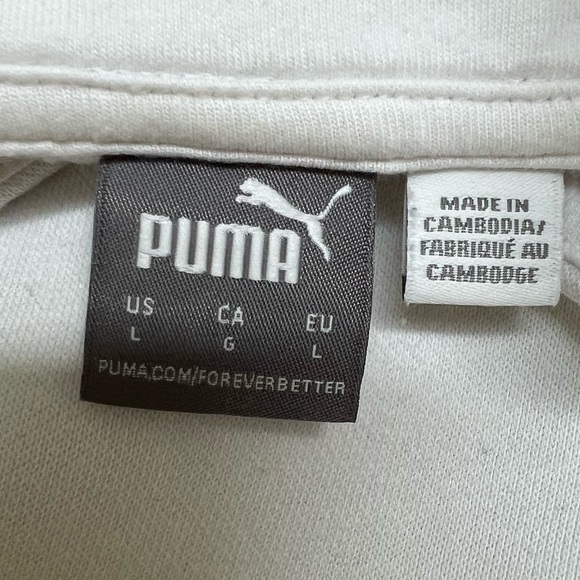 PUMA
US CA EU
L G L
PUMA.COM/FOREVERBETTER
MADE IN
CAMBODIA/
FABRIQUÉ AU
CAMBODGE